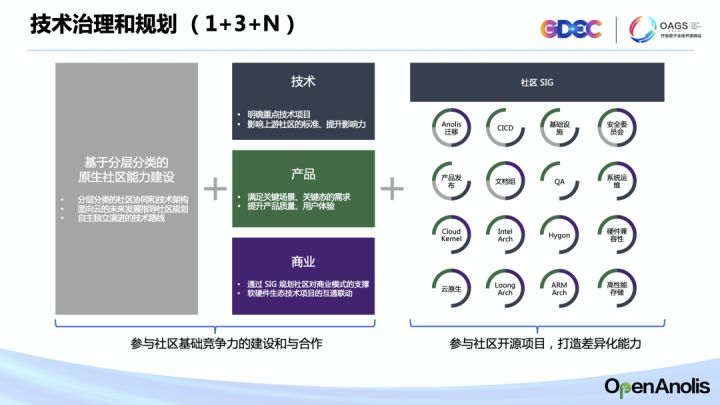 技术治理和规划 （1+3+N）
GDEC
OAGS
开放原子全球开源峰会
基于分层分类的
原生社区能力建设
• 分层分类的社区协同和技术架构
• 面向云的未来发展指导社区规划
• 自主独立演进的技术路线
+
技术
• 明确重点技术项目
• 影响上游社区的标准、提升影响力
产品
• 满足关键场景、关键态的需求
• 提升产品质量、用户体验
商业
• 通过 SIG 规划社区对商业模式的支撑
• 软硬件生态技术项目的互通联动
+
社区 SIG
Anolis
迁移
CICD
基础设
施
安全委
员会
产品发
布
文档组
QA
系统运
维
Cloud
Kernel
Intel
Arch
Hygon
硬件兼
容性
云原生
Loong
Arch
ARM
Arch
高性能
存储
参与社区基础竞争力的建设和与合作
参与社区开源项目，打造差异化能力
OpenAnolis